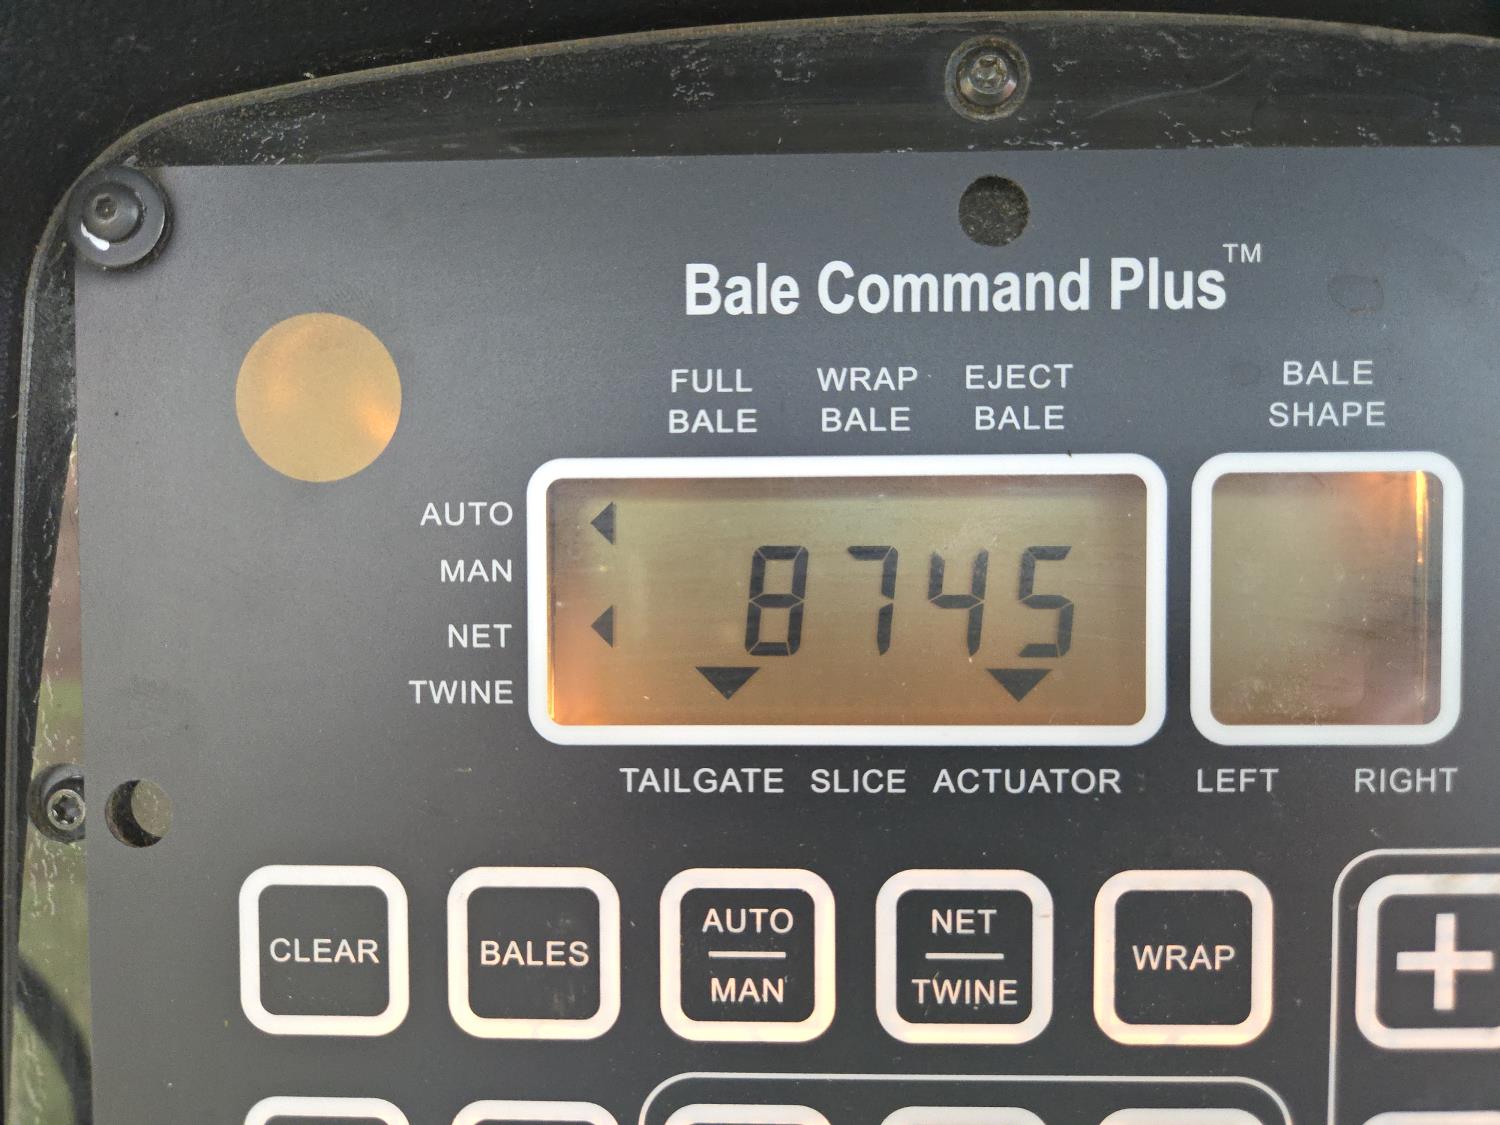 Bale Command Plus™
FULL BALE
WRAP BALE
EJECT BALE
BALE SHAPE
AUTO
MAN
NET
TWINE
8745
TAILGATE SLICE ACTUATOR
LEFT RIGHT
CLEAR
BALES
AUTO
MAN
NET
TWINE
WRAP
+